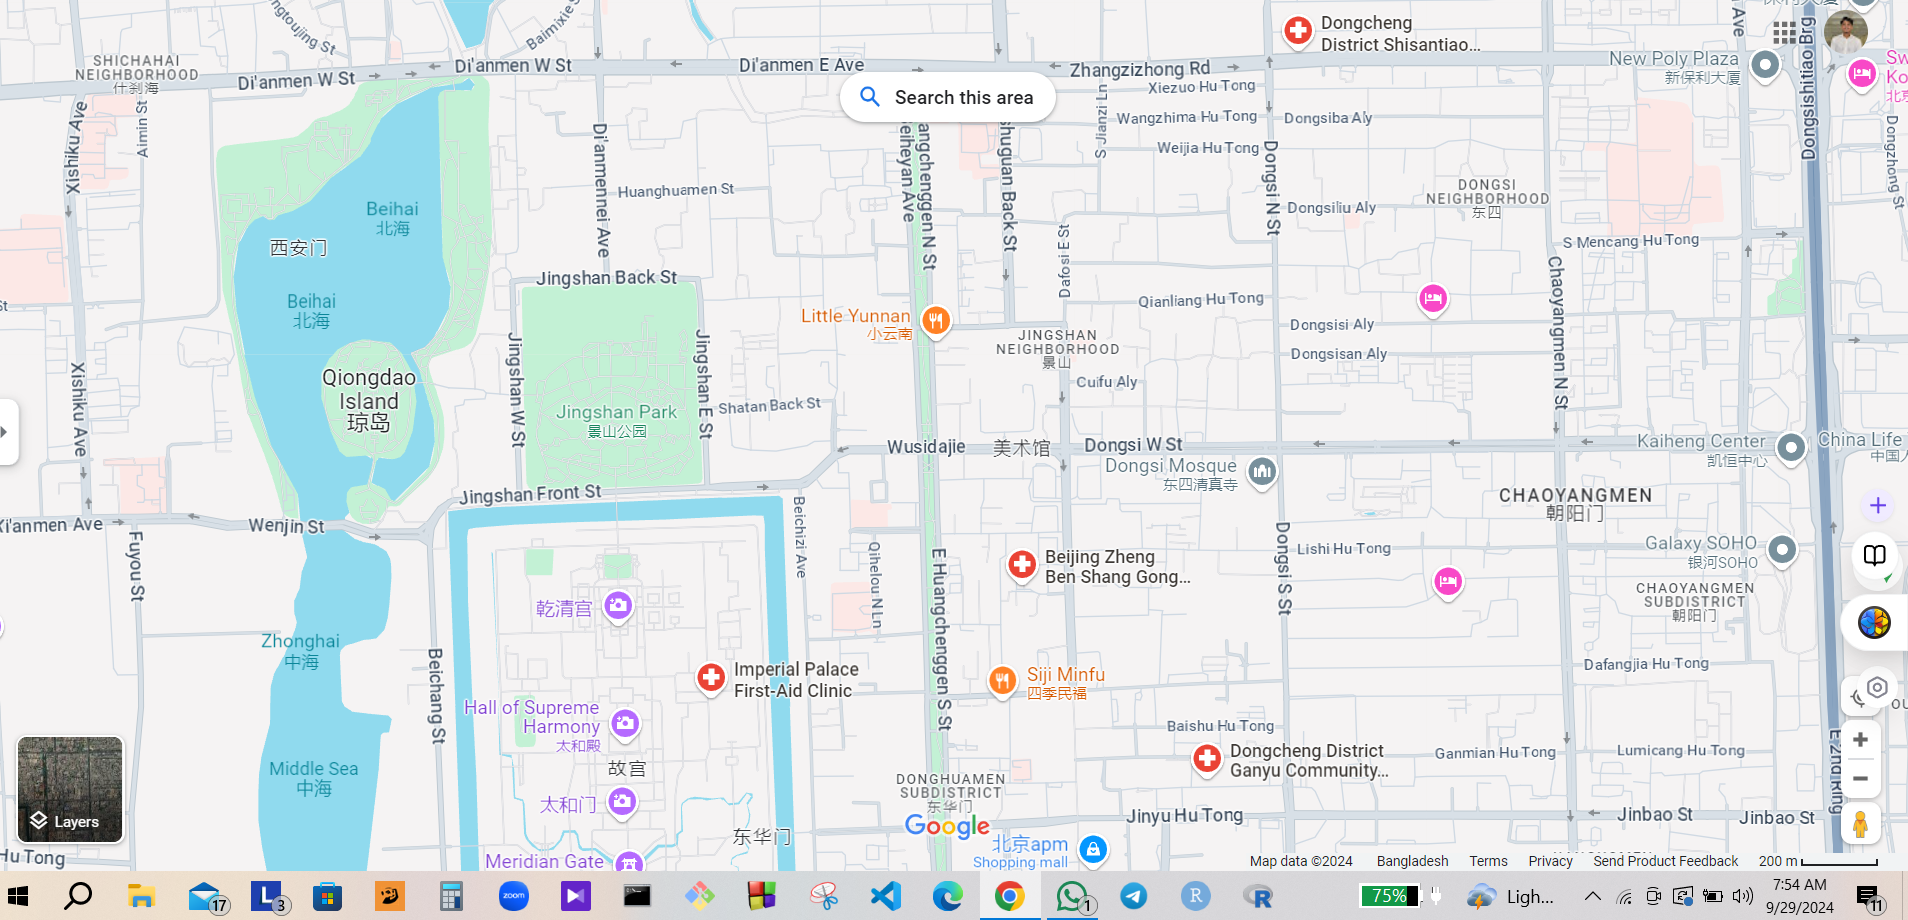 SHICHAHAI
NEIGHBORHOOD
什刹海
Di'anmen W St
Di'anmen W St
Baimixie St
Di'anmen E Ave
Zhangzizhong Rd
Dongcheng
District Shisantiao...
New Poly Plaza
新保利大厦
Search this area
Xiezuo Hu Tong
Wangzhima Hu Tong
Dongsiba Aly
Weijia Hu Tong
S Jianzi Ln
Aimin St
Xishiku Ave
Di'anmennei Ave
Huanghuamen St
Dongsi N St
DONGSI
NEIGHBORHOOD
东四
Dongsiliu Aly
S Mencang Hu Tong
Dongshitiao Brg
Dongzhong St
Beihai
北海
西安门
Beihai
北海
Jingshan Back St
Dafosi E St
Qianliang Hu Tong
Chaoyangmen N St
Little Yunnan
小云南
JINGSHAN
NEIGHBORHOOD
景山
Dongsisi Aly
Dongsisan Aly
Cuifu Aly
Qiongdao
Island
琼岛
Xishiku Ave
Jingshan W St
Jingshan E St
Jingshan Park
景山公园
Shatan Back St
Wusidajie
美术馆
Dongsi W St
Dongsi Mosque
东四清真寺
Kaiheng Center
凯恒中心
China Life
Jingshan Front St
CHAOYANGMEN
朝阳门
Xi'anmen Ave
Wenjin St
Fuyou St
Beichizi Ave
Qihelou N Ln
E Huangchenggen S St
Beijing Zheng
Ben Shang Gong...
Dongsi S St
Lishi Hu Tong
Galaxy SOHO
银河SOHO
CHAOYANGMEN
SUBDISTRICT
朝阳门
乾清宫
Zhonghai
中海
Beichang St
Imperial Palace
First-Aid Clinic
Siji Minfu
四季民福
Dafangjia Hu Tong
Hall of Supreme
Harmony
太和殿
Baishu Hu Tong
Dongcheng District
Ganyu Community...
Ganmian Hu Tong
Lumicang Hu Tong
E 2nd Ring
Middle Sea
中海
故宫
太和门
DONGHUAMEN
SUBDISTRICT
东华门
东华门
Google
Jinyu Hu Tong
Jinbao St
Jinbao St
Layers
Hu Tong
Meridian Gate
北京apm
Shopping mall
Map data ©2024 Bangladesh Terms Privacy Send Product Feedback 200 m
17
L
3
zoom
1
R
R
75%
Ligh...
7:54 AM
9/29/2024
11